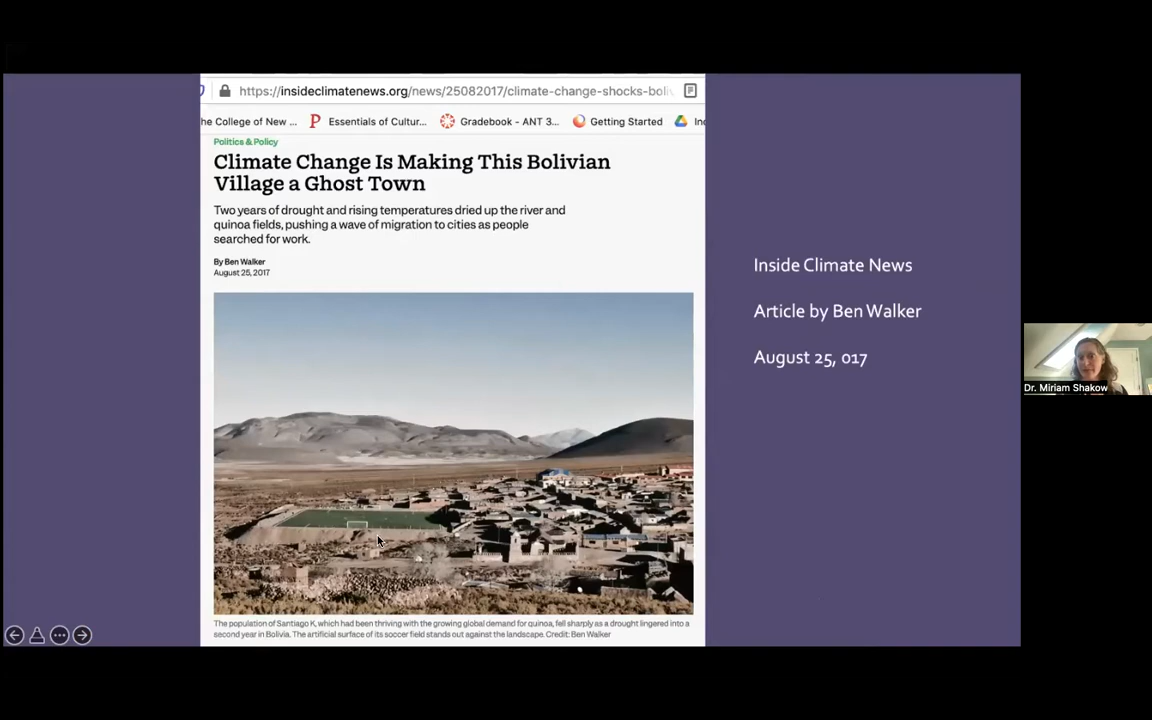 https://insideclimatenews.org/news/25082017/climate-change-shocks-boli
he College of New ... Essentials of Cultur... Gradebook - ANT 3... Getting Started Inc
Politics & Policy
Climate Change Is Making This Bolivian
Village a Ghost Town
Two years of drought and rising temperatures dried up the river and
quinoa fields, pushing a wave of migration to cities as people
searched for work.
By Ben Walker
August 25, 2017
The population of Santiago K, which had been thriving with the growing global demand for quinoa, fell sharply as a drought lingered into a
second year in Bolivia. The artificial surface of its soccer field stands out against the landscape. Credit: Ben Walker
Inside Climate News
Article by Ben Walker
August 25, 017
Dr. Miriam Shakow